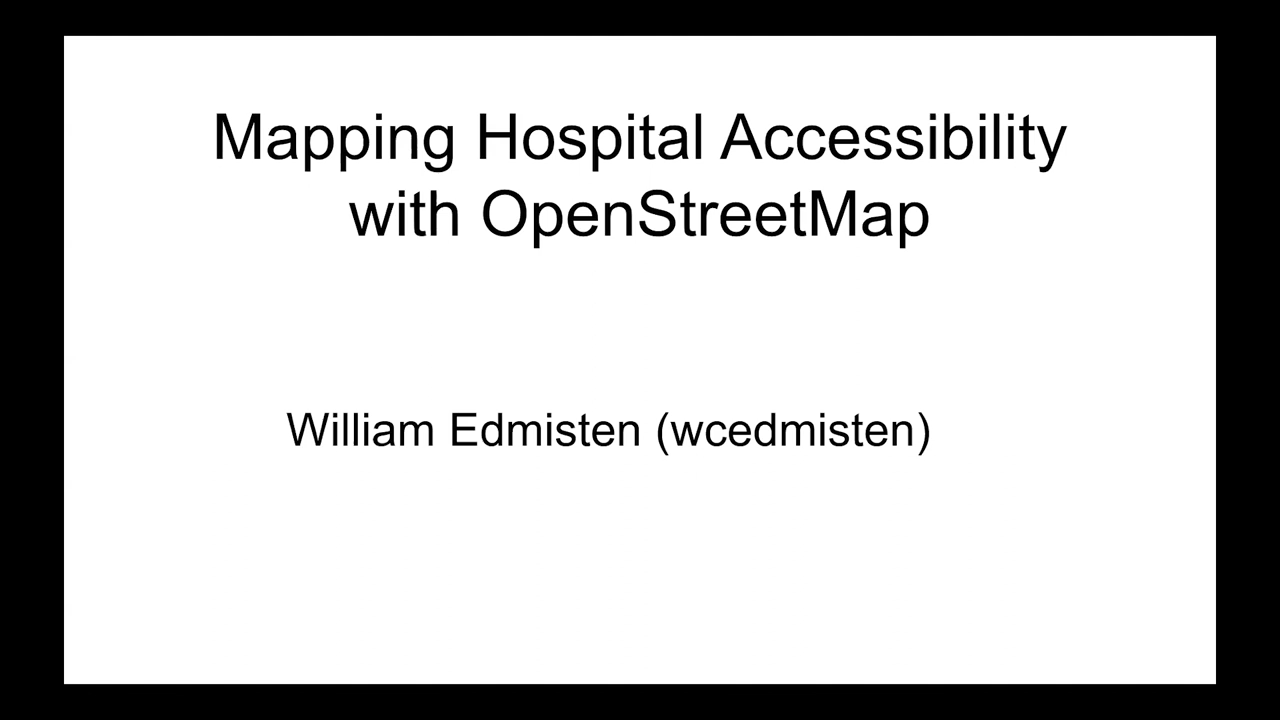 Mapping Hospital Accessibility
with OpenStreetMap
William Edmisten (wcedmisten)